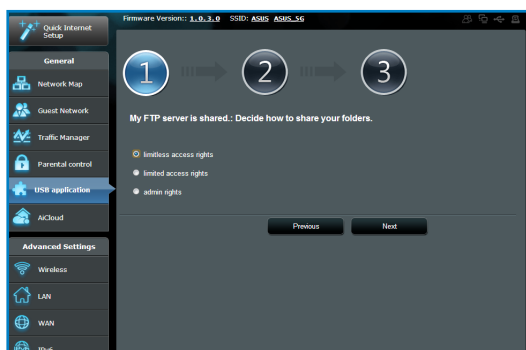 Quick Internet
Setup
Firmware Version:: 1.0.3.0 SSID: ASUS ASUS_5G
General
Network Map
Guest Network
Traffic Manager
Parental control
USB application
AiCloud
Advanced Settings
Wireless
LAN
WAN
IPv6
1
2
3
My FTP server is shared.: Decide how to share your folders.
limitless access rights
limited access rights
admin rights
Previous
Next